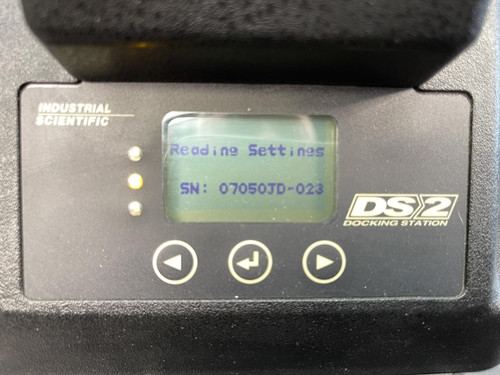 INDUSTRIAL
SCIENTIFIC
Reading Settings
SN: 07050JD-023
DS2
DOCKING STATION